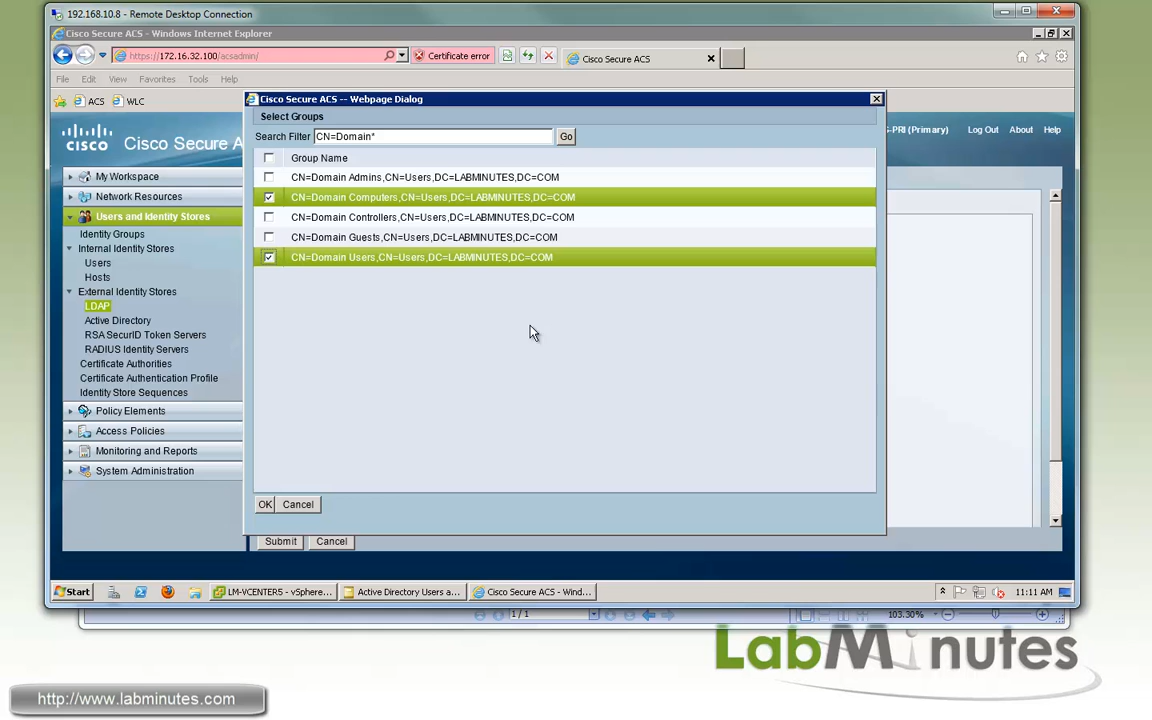 192.168.10.8 - Remote Desktop Connection
Cisco Secure ACS - Windows Internet Explorer
https://172.16.32.100/acsadmin/
Certificate error
Cisco Secure ACS
File Edit View Favorites Tools Help
ACS WLC
Cisco Secure ACS -- Webpage Dialog
Select Groups
Search Filter CN=Domain* Go
cisco Cisco Secure A
S-PRI (Primary) Log Out About Help
Group Name
CN=Domain Admins,CN=Users,DC=LABMINUTES,DC=COM
CN=Domain Computers,CN=Users,DC=LABMINUTES,DC=COM
CN=Domain Controllers,CN=Users,DC=LABMINUTES,DC=COM
CN=Domain Guests,CN=Users,DC=LABMINUTES,DC=COM
CN=Domain Users,CN=Users,DC=LABMINUTES,DC=COM
My Workspace
Network Resources
Users and Identity Stores
Identity Groups
Internal Identity Stores
Users
Hosts
External Identity Stores
LDAP
Active Directory
RSA SecurID Token Servers
RADIUS Identity Servers
Certificate Authorities
Certificate Authentication Profile
Identity Store Sequences
Policy Elements
Access Policies
Monitoring and Reports
System Administration
OK Cancel
Submit Cancel
Start
LM-VCENTER5 - vSphere...
Active Directory Users a...
Cisco Secure ACS - Wind...
11:11 AM
1 / 1
103.30%
LabMinutes
http://www.labminutes.com